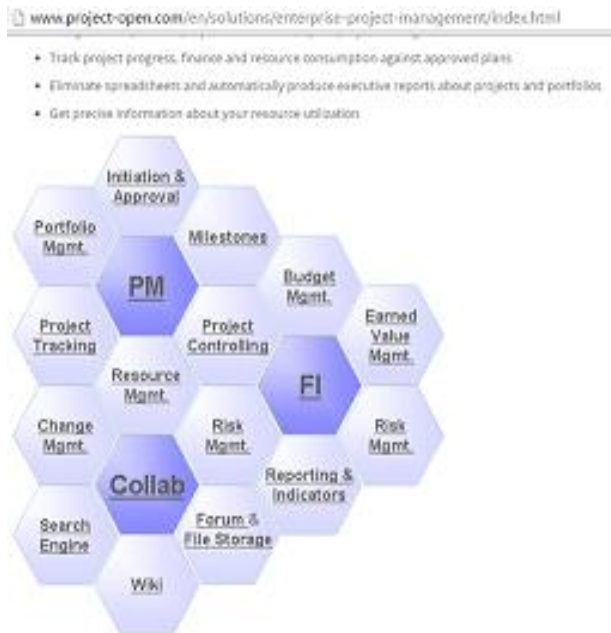 www.project-open.com/en/solutions/enterprise-project-management/index.html
Track project progress, finance and resource consumption against approved plans
Eliminate spreadsheets and automatically produce executive reports about projects and portfolios
Get precise information about your resource utilization
Initiation &
Approval
Portfolio
Mgmt.
Milestones
PM
Budget
Mgmt.
Project
Tracking
Project
Controlling
Earned
Value
Mgmt.
Resource
Mgmt.
FI
Change
Mgmt.
Risk
Mgmt.
Risk
Mgmt.
Collab
Reporting &
Indicators
Search
Engine
Forum &
File Storage
Wiki